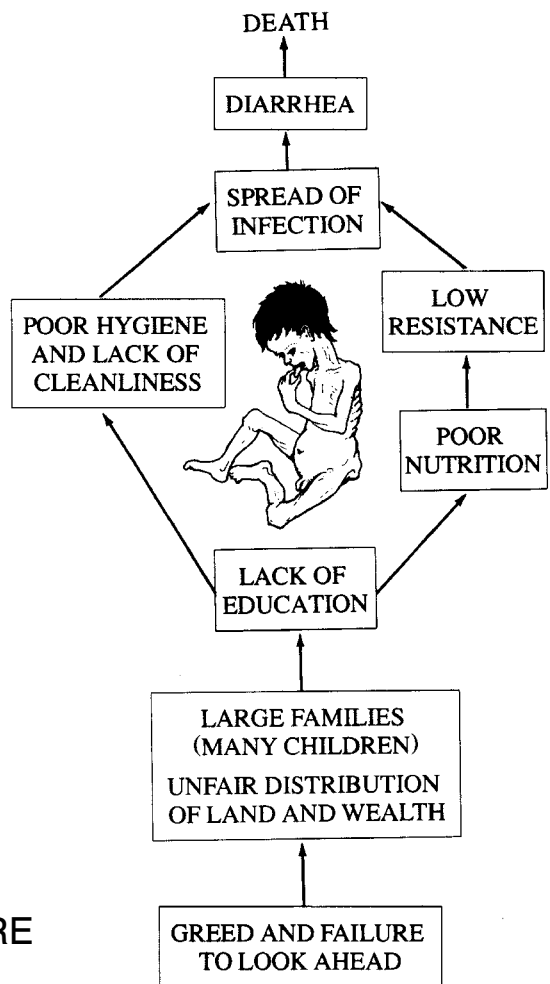 DEATH
DIARRHEA
SPREAD OF
INFECTION
POOR HYGIENE
AND LACK OF
CLEANLINESS
LOW
RESISTANCE
POOR
NUTRITION
LACK OF
EDUCATION
LARGE FAMILIES
(MANY CHILDREN)
UNFAIR DISTRIBUTION
OF LAND AND WEALTH
RE
GREED AND FAILURE
TO LOOK AHEAD